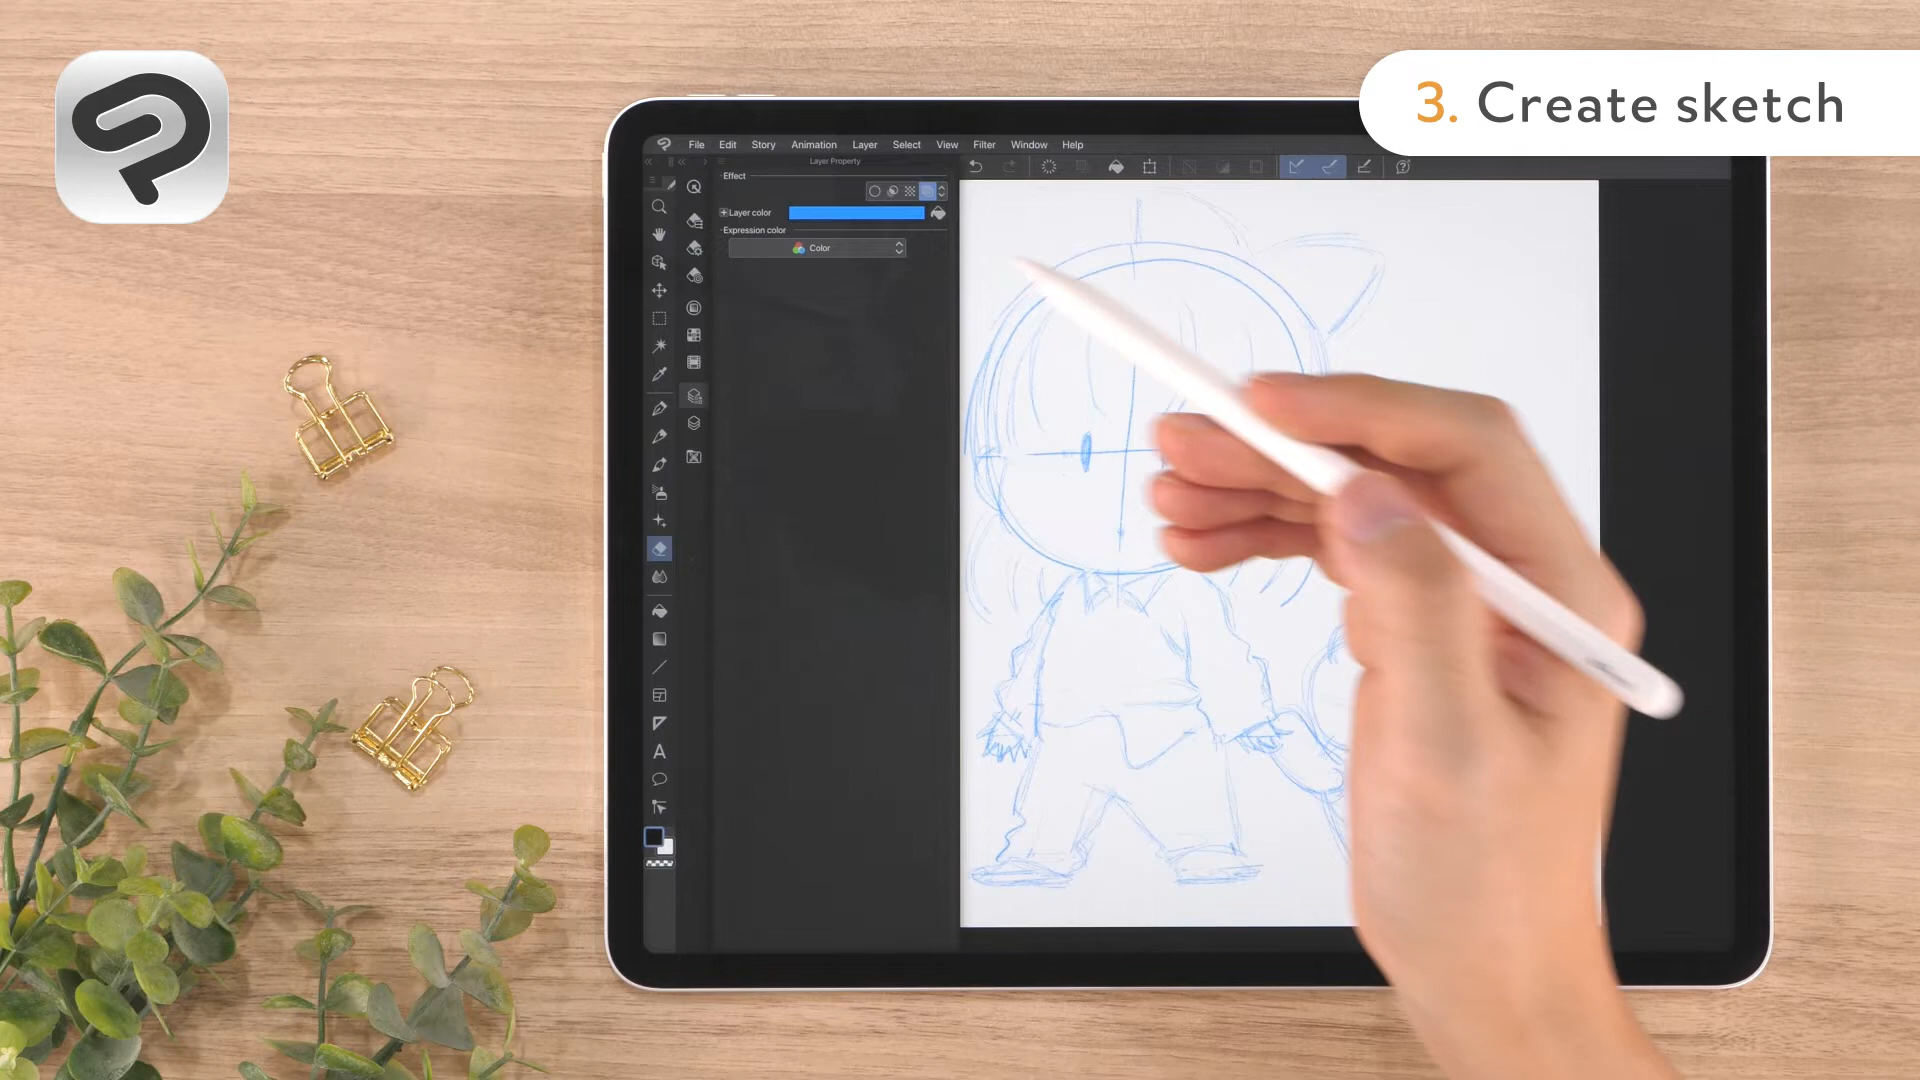 3. Create sketch
File Edit Story Animation Layer Select View Filter Window Help
Layer Property
Effect
Layer color
Expression color
Color
A